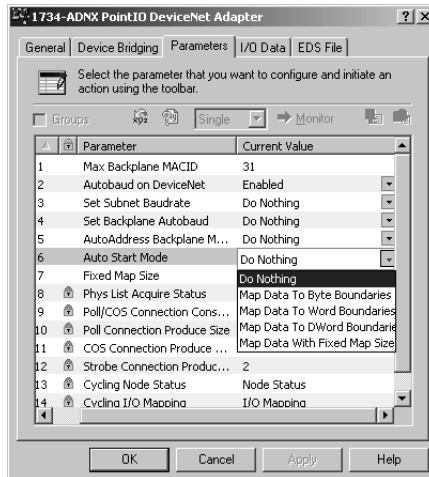 1734-ADNX PointIO DeviceNet Adapter
General Device Bridging Parameters I/O Data EDS File
Select the parameter that you want to configure and initiate an
action using the toolbar.
Groups Single Monitor
Parameter Current Value
1 Max Backplane MACID 31
2 Autobaud on DeviceNet Enabled
3 Set Subnet Baudrate Do Nothing
4 Set Backplane Autobaud Do Nothing
5 AutoAddress Backplane M... Do Nothing
6 Auto Start Mode Do Nothing
7 Fixed Map Size Do Nothing
8 Phys List Acquire Status Map Data To Byte Boundaries
9 Poll/COS Connection Cons... Map Data To Word Boundaries
10 Poll Connection Produce Size Map Data To DWord Boundarie
11 COS Connection Produce ... Map Data With Fixed Map Size
12 Strobe Connection Produc... 2
13 Cycling Node Status Node Status
14 Cycling I/O Mapping I/O Mapping
OK Cancel Apply Help